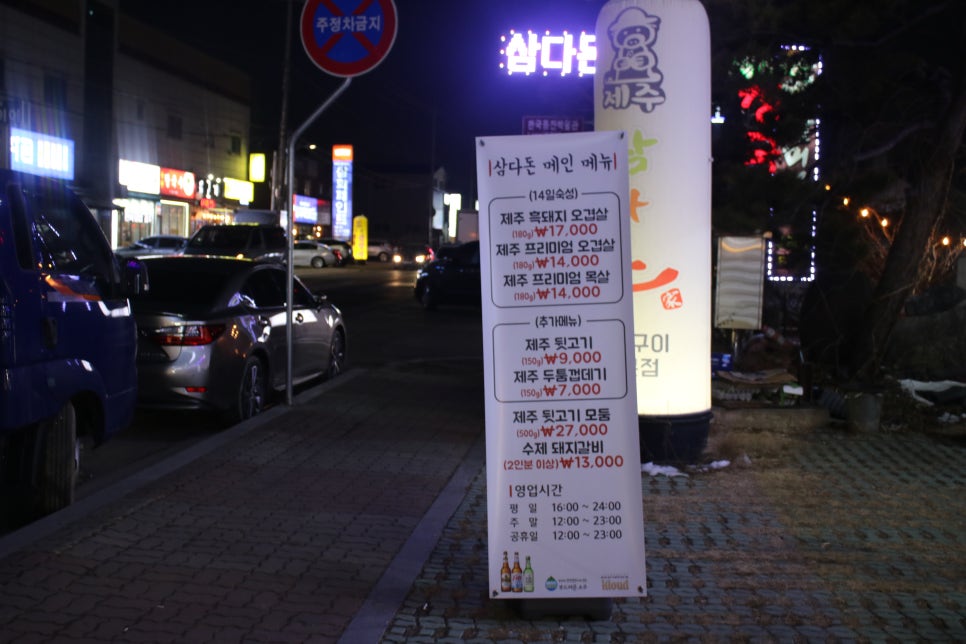 주정차금지
삼다돈
제주
구이
점
삼다돈 메인 메뉴
(14일숙성)
제주 흑돼지 오겹살
(180g)₩17,000
제주 프리미엄 오겹살
(180g)₩14,000
제주 프리미엄 목살
(180g)₩14,000
(추가메뉴)
제주 뒷고기
(150g)₩9,000
제주 두툼껍데기
(150g)₩7,000
제주 뒷고기 모둠
(500g)₩27,000
수제 돼지갈비
(2인분 이상)₩13,000
영업시간
평 일 16:00 ~ 24:00
주 말 12:00 ~ 23:00
공휴일 12:00 ~ 23:00
Kloud